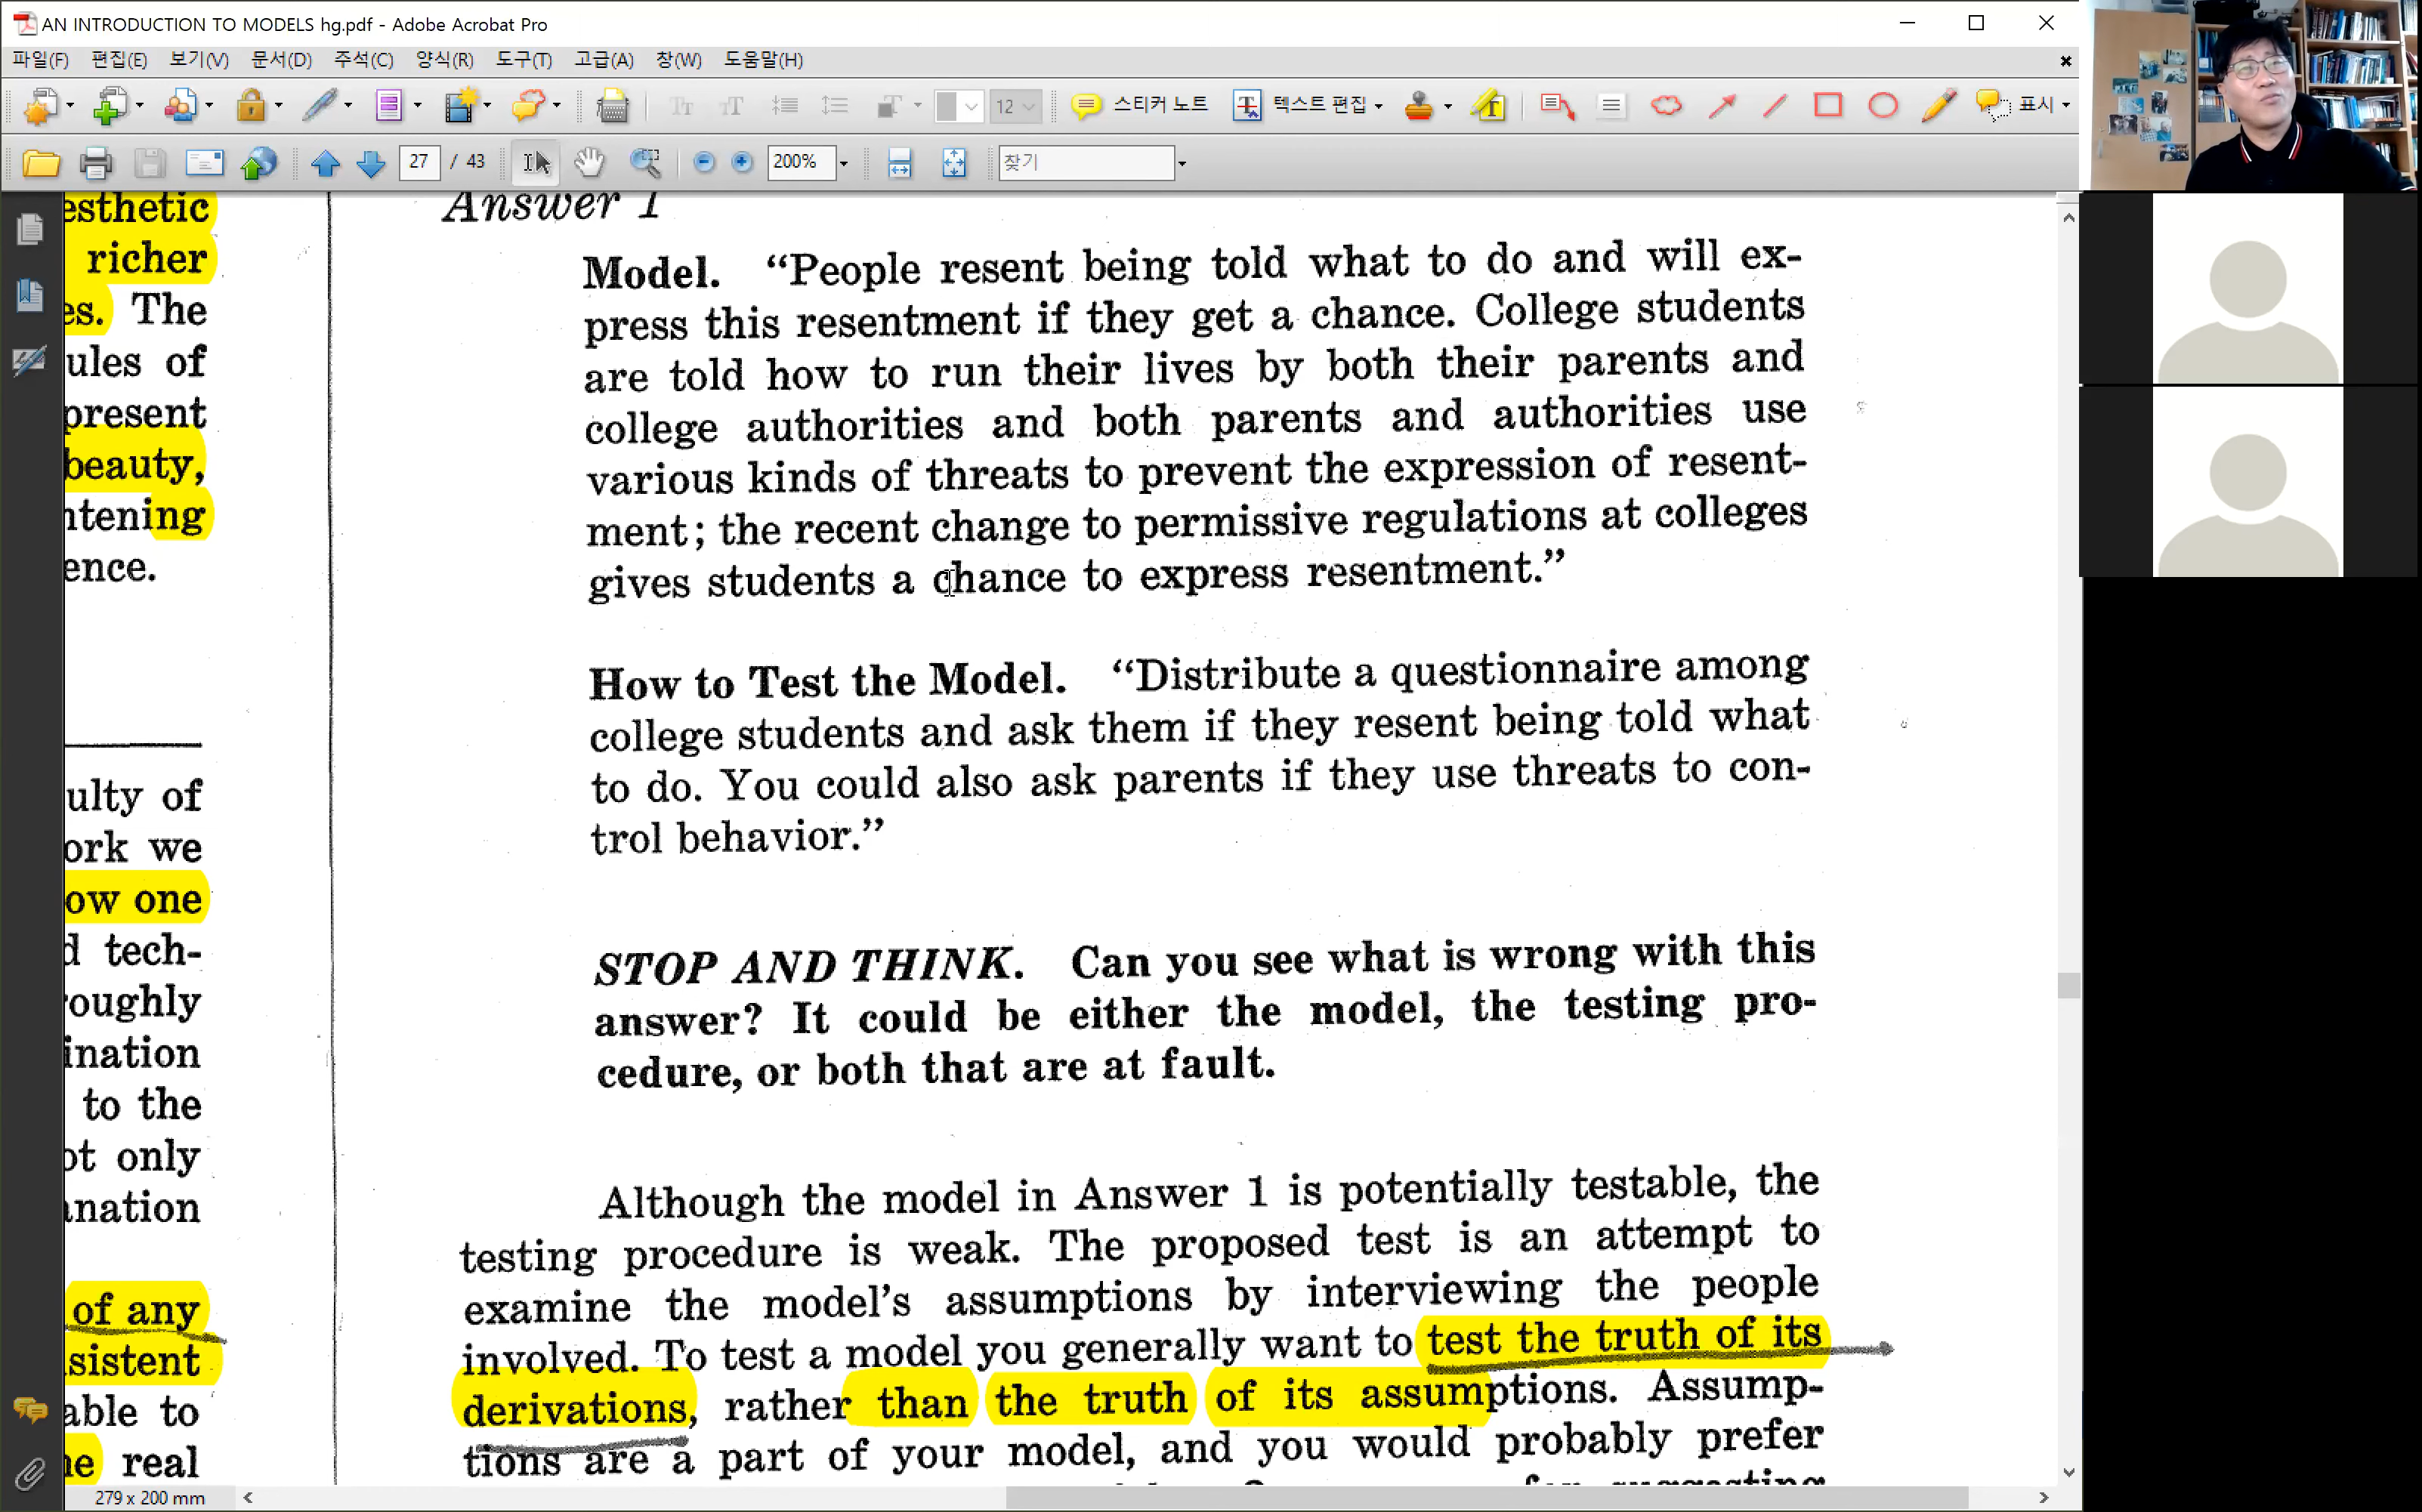 AN INTRODUCTION TO MODELS hg.pdf - Adobe Acrobat Pro
파일(F) 편집(E) 보기(V) 문서(D) 주석(C) 양식(R) 도구(T) 고급(A) 창(W) 도움말(H)
12 스티커 노트 텍스트 편집 표시
27 / 43 200% 찾기
esthetic
richer
es. The
ules of
present
beauty,
ntening
ence.
ulty of
ork we
ow one
d tech-
roughly
ination
to the
ot only
anation
of any
sistent
able to
he real
Answer 1
Model. “People resent being told what to do and will ex-
press this resentment if they get a chance. College students
are told how to run their lives by both their parents and
college authorities and both parents and authorities use
various kinds of threats to prevent the expression of resent-
ment; the recent change to permissive regulations at colleges
gives students a chance to express resentment.”
How to Test the Model. “Distribute a questionnaire among
college students and ask them if they resent being told what
to do. You could also ask parents if they use threats to con-
trol behavior.”
STOP AND THINK. Can you see what is wrong with this
answer? It could be either the model, the testing pro-
cedure, or both that are at fault.
Although the model in Answer 1 is potentially testable, the
testing procedure is weak. The proposed test is an attempt to
examine the model's assumptions by interviewing the people
involved. To test a model you generally want to test the truth of its
derivations, rather than the truth of its assumptions. Assump-
tions are a part of your model, and you would probably prefer
279 x 200 mm